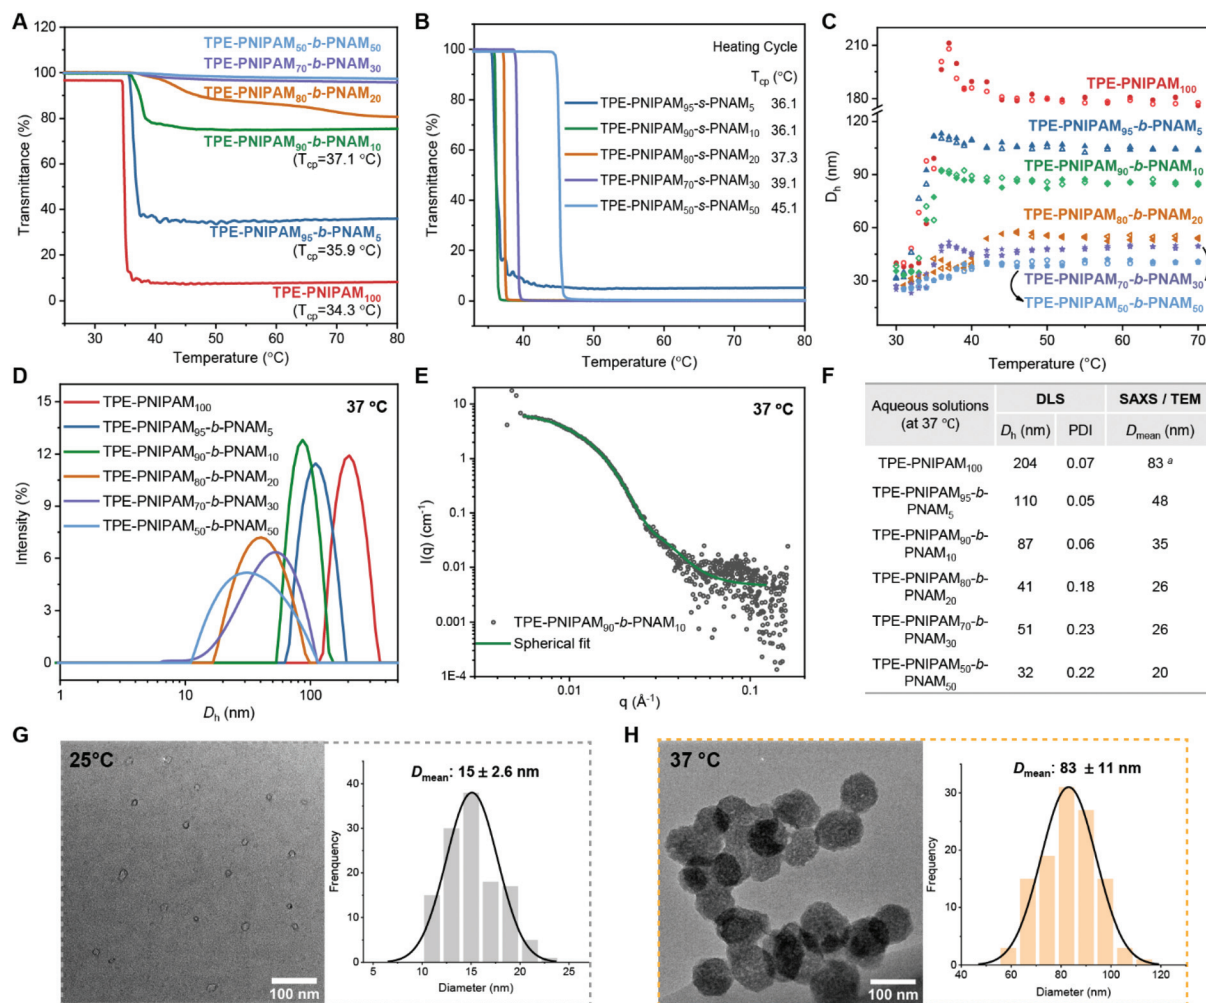 A
120
100
80
60
40
20
0
Transmittance (%)
TPE-PNIPAM50-b-PNAM50
TPE-PNIPAM70-b-PNAM30
TPE-PNIPAM80-b-PNAM20
TPE-PNIPAM90-b-PNAM10
(Tcp=37.1 °C)
TPE-PNIPAM95-b-PNAM5
(Tcp=35.9 °C)
TPE-PNIPAM100
(Tcp=34.3 °C)
30 40 50 60 70 80
Temperature (°C)
B
100
80
60
40
20
0
Transmittance (%)
Heating Cycle
Tcp (°C)
TPE-PNIPAM95-s-PNAM5 36.1
TPE-PNIPAM90-s-PNAM10 36.1
TPE-PNIPAM80-s-PNAM20 37.3
TPE-PNIPAM70-s-PNAM30 39.1
TPE-PNIPAM50-s-PNAM50 45.1
40 50 60 70 80
Temperature (°C)
C
210
180
120
90
60
30
Dh
TPE-PNIPAM100
TPE-PNIPAM95-b-PNAM5
TPE-PNIPAM90-b-PNAM10
TPE-PNIPAM80-b-PNAM20
TPE-PNIPAM70-b-PNAM30
TPE-PNIPAM50-b-PNAM50
30 40 50 60 70
Temperature (°C)
D
15
12
9
6
3
0
Intensity (%)
37 °C
TPE-PNIPAM100
TPE-PNIPAM95-b-PNAM5
TPE-PNIPAM90-b-PNAM10
TPE-PNIPAM80-b-PNAM20
TPE-PNIPAM70-b-PNAM30
TPE-PNIPAM50-b-PNAM50
1 10 100
Dh (nm)
E
10
1
0.1
0.01
0.001
1E-4
I(q) (cm-1)
37 °C
TPE-PNIPAM90-b-PNAM10
Spherical fit
0.01 0.1
q (Å-1)
F
Aqueous solutions
(at 37 °C)
DLS
SAXS / TEM
Dh (nm) PDI Dmean (nm)
TPE-PNIPAM100 204 0.07 83 a
TPE-PNIPAM95-b-
PNAM5
110 0.05 48
TPE-PNIPAM90-b-
PNAM10
87 0.06 35
TPE-PNIPAM80-b-
PNAM20
41 0.18 26
TPE-PNIPAM70-b-
PNAM30
51 0.23 26
TPE-PNIPAM50-b-
PNAM50
32 0.22 20
G
25°C
100 nm
Dmean: 15 ± 2.6 nm
40
20
0
Frenquency
5 10 15 20 25
Diameter (nm)
H
37 °C
100 nm
Dmean: 83 ± 11 nm
30
20
10
0
Frequency
40 60 80 100 120
Diameter (nm)